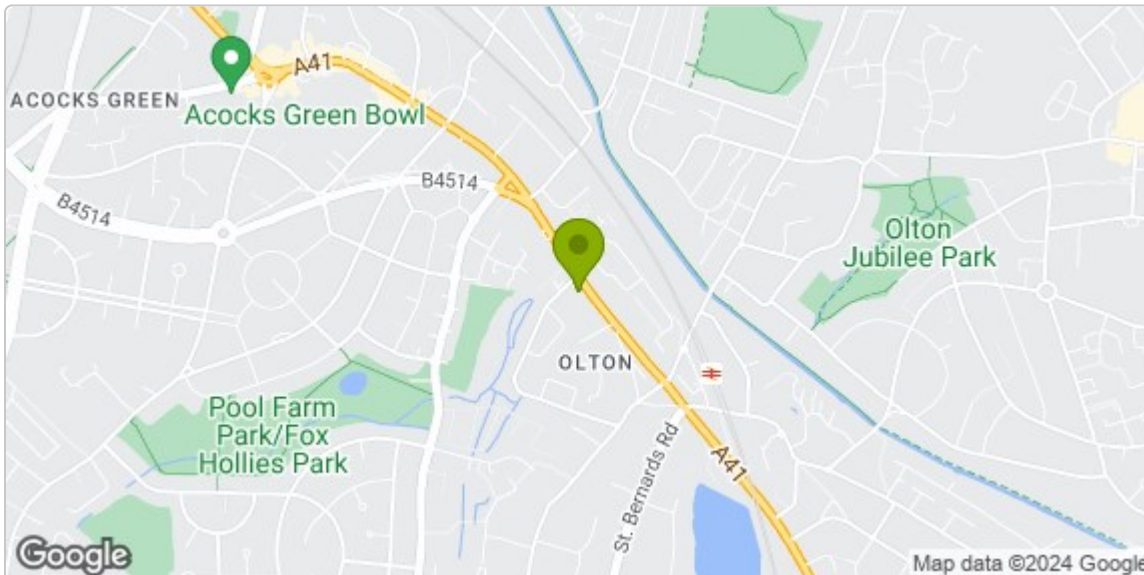 A41
ACOCKS GREEN
Acocks Green Bowl
B4514
B4514
Olton
Jubilee Park
OLTON
Pool Farm
Park/Fox
Hollies Park
St. Bernards Rd
A41
Google
Map data ©2024 Google